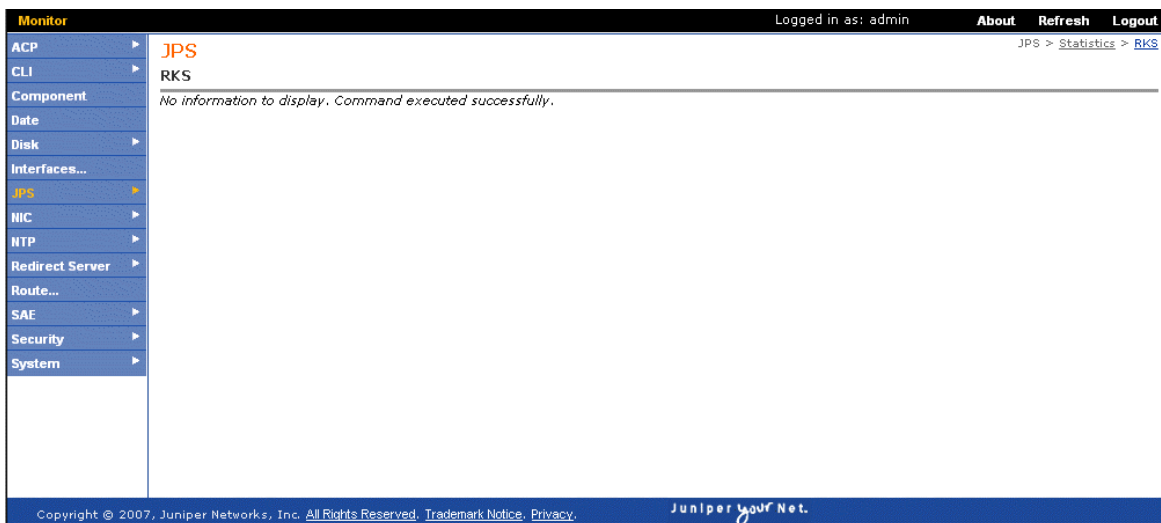 Monitor Logged in as: admin About Refresh Logout
JPS > Statistics > RKS
ACP
CLI
Component
Date
Disk
Interfaces...
JPS
NIC
NTP
Redirect Server
Route...
SAE
Security
System
JPS
RKS
No information to display. Command executed successfully.
Copyright © 2007, Juniper Networks, Inc. All Rights Reserved. Trademark Notice. Privacy.
Juniper your Net.